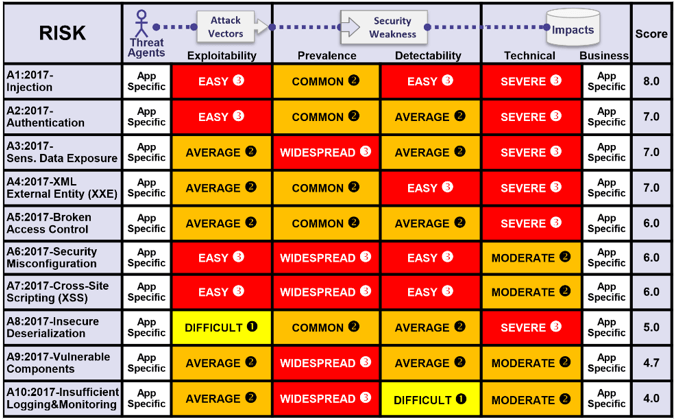 RISK
Threat
Agents
Attack
Vectors
Security
Weakness
Impacts
Score
Exploitability
Prevalence
Detectability
Technical
Business
A1:2017-
Injection
App
Specific
EASY ❸
COMMON ❷
EASY ❸
SEVERE ❸
App
Specific
8.0
A2:2017-
Authentication
App
Specific
EASY ❸
COMMON ❷
AVERAGE ❷
SEVERE ❸
App
Specific
7.0
A3:2017-
Sens. Data Exposure
App
Specific
AVERAGE ❷
WIDESPREAD ❸
AVERAGE ❷
SEVERE ❸
App
Specific
7.0
A4:2017-XML
External Entity (XXE)
App
Specific
AVERAGE ❷
COMMON ❷
EASY ❸
SEVERE ❸
App
Specific
7.0
A5:2017-Broken
Access Control
App
Specific
AVERAGE ❷
COMMON ❷
AVERAGE ❷
SEVERE ❸
App
Specific
6.0
A6:2017-Security
Misconfiguration
App
Specific
EASY ❸
WIDESPREAD ❸
EASY ❸
MODERATE ❷
App
Specific
6.0
A7:2017-Cross-Site
Scripting (XSS)
App
Specific
EASY ❸
WIDESPREAD ❸
EASY ❸
MODERATE ❷
App
Specific
6.0
A8:2017-Insecure
Deserialization
App
Specific
DIFFICULT ❶
COMMON ❷
AVERAGE ❷
SEVERE ❸
App
Specific
5.0
A9:2017-Vulnerable
Components
App
Specific
AVERAGE ❷
WIDESPREAD ❸
AVERAGE ❷
MODERATE ❷
App
Specific
4.7
A10:2017-Insufficient
Logging&Monitoring
App
Specific
AVERAGE ❷
WIDESPREAD ❸
DIFFICULT ❶
MODERATE ❷
App
Specific
4.0